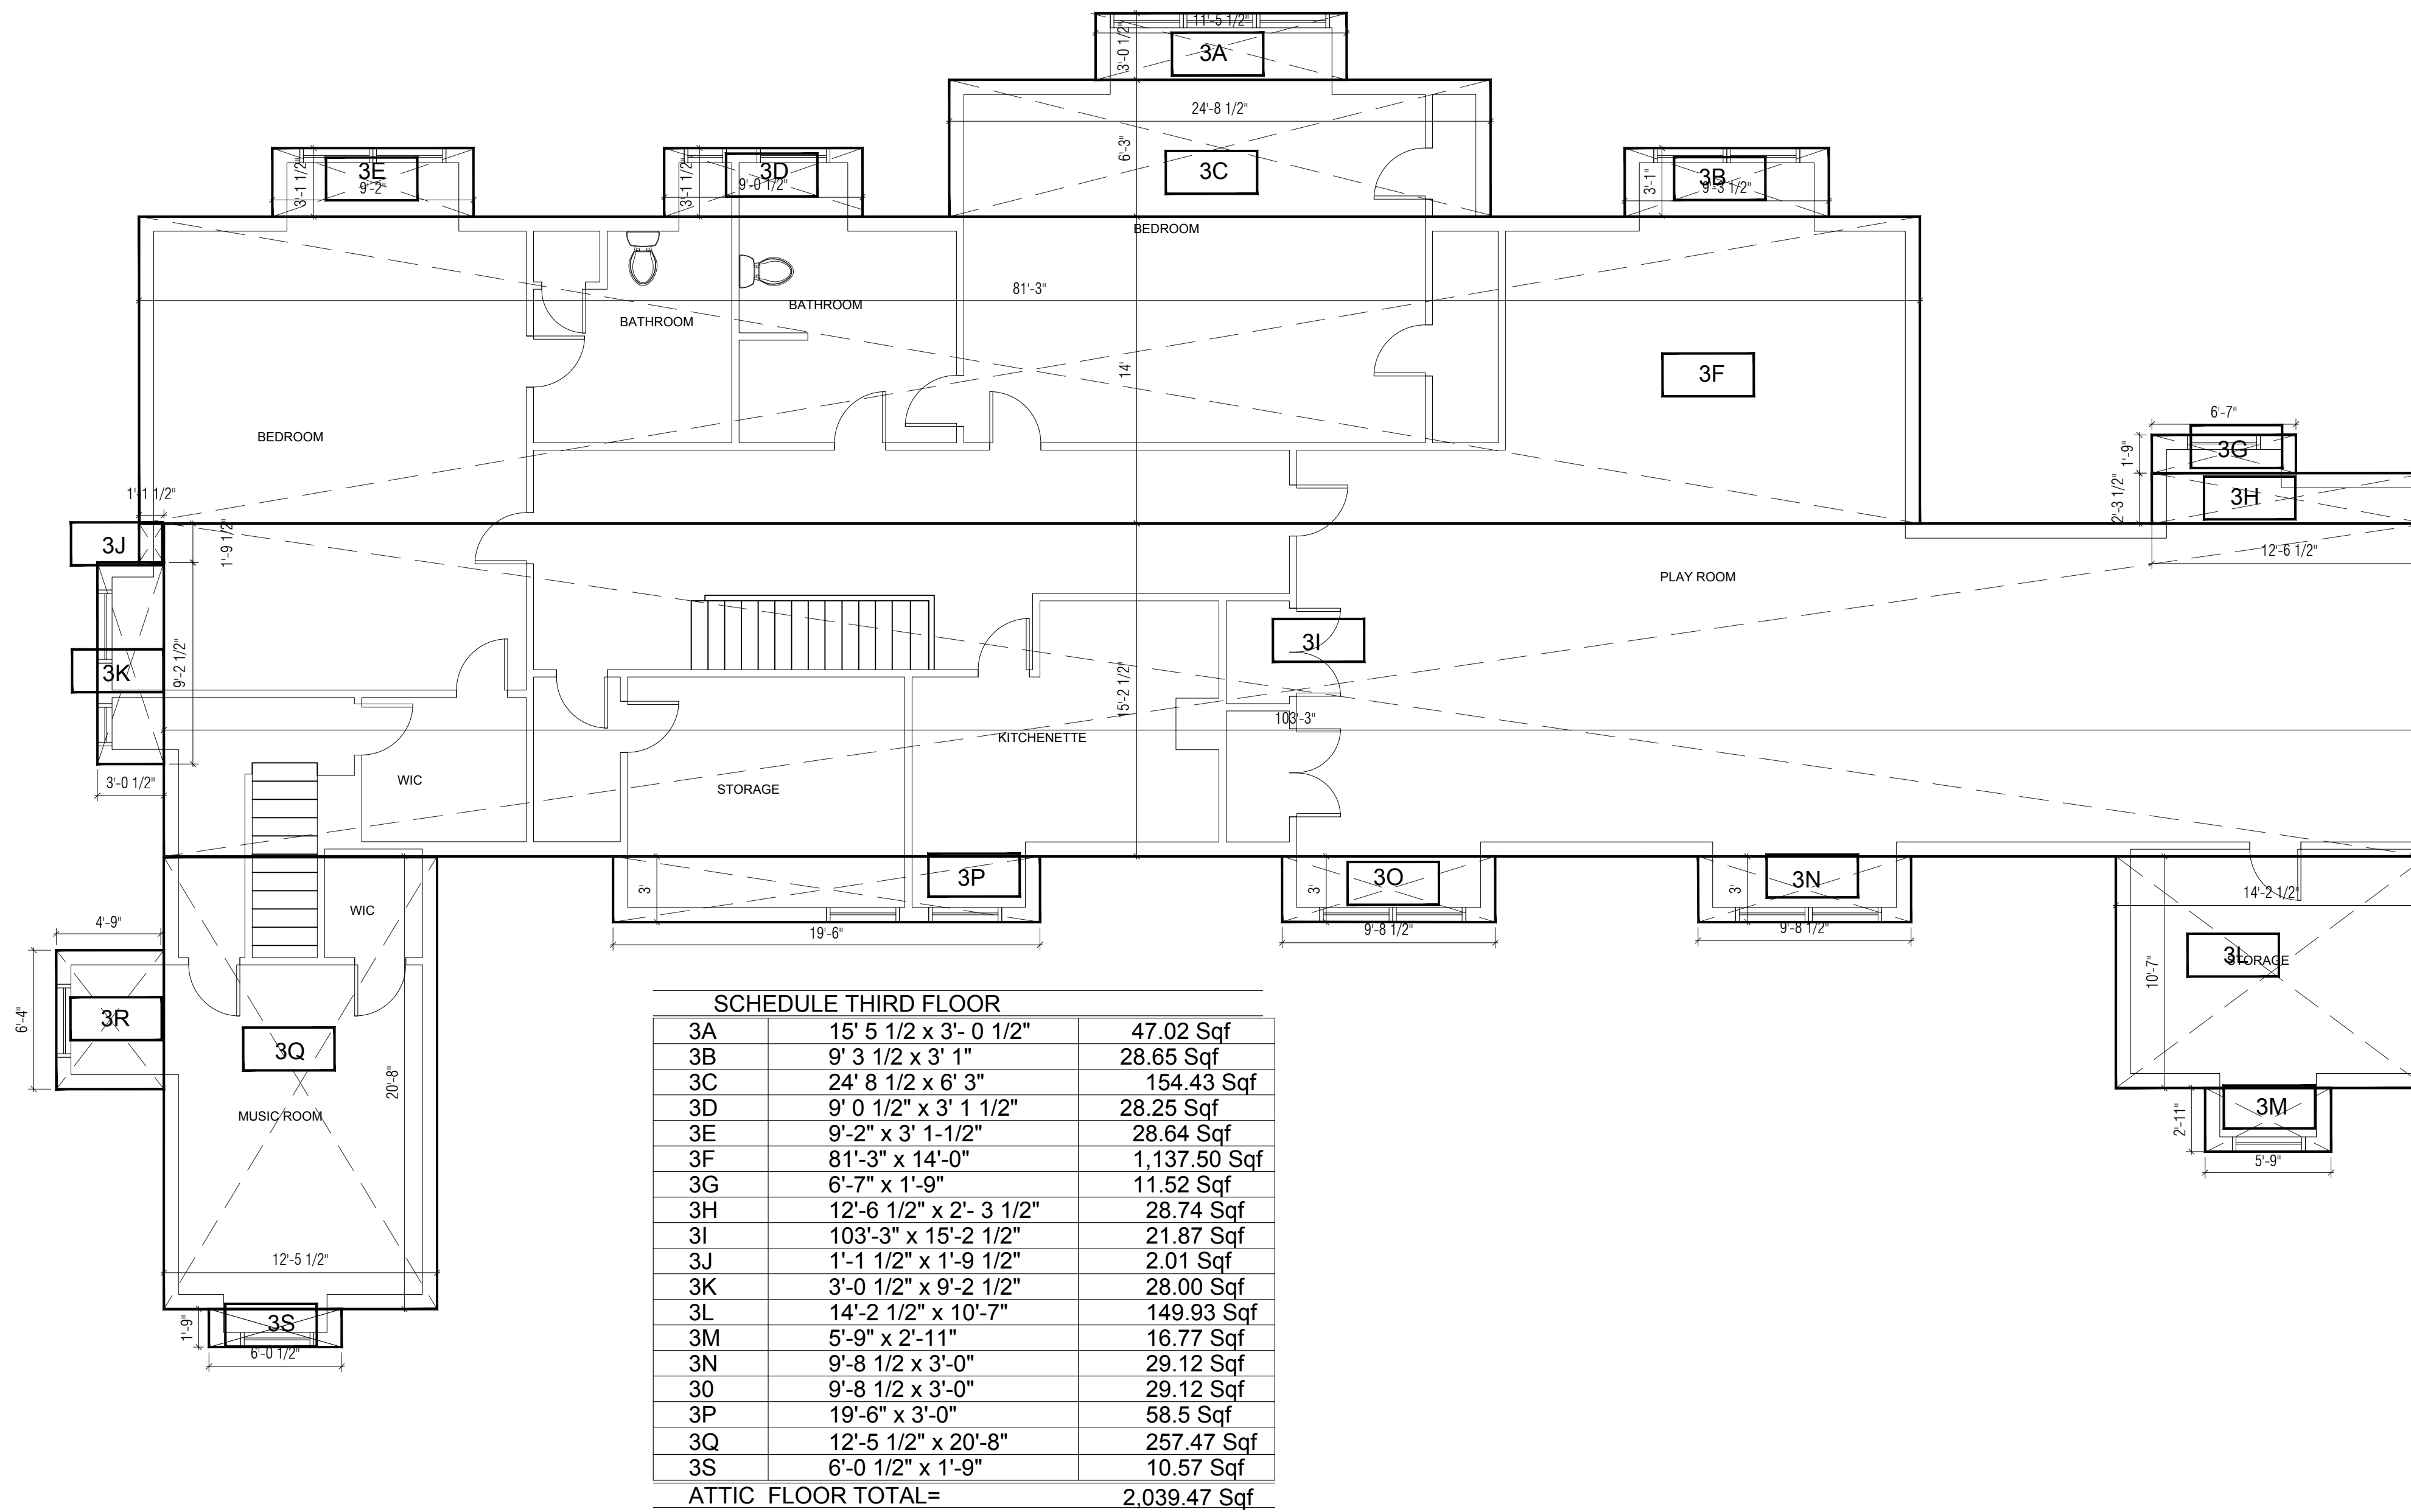 11'-5 1/2"
3'-0 1/2"
3A
24'-8 1/2"
6'-3"
3C
3E
9'-2"
3'-1 1/2"
3D
9'-0 1/2"
3'-1 1/2"
3B
9'-3 1/2"
3'-1"
BEDROOM
81'-3"
BATHROOM
BATHROOM
14'
3F
BEDROOM
6'-7"
1'-9"
3G
2'-3 1/2"
3H
12'-6 1/2"
1'-1 1/2"
1'-9 1/2"
3J
PLAY ROOM
3I
3K
9'-2 1/2"
15'-2 1/2"
103'-3"
KITCHENETTE
3'-0 1/2"
WIC
STORAGE
3'
3P
19'-6"
3'
3O
9'-8 1/2"
3'
3N
9'-8 1/2"
14'-2 1/2"
WIC
4'-9"
6'-4"
3R
3Q
20'-8"
MUSIC ROOM
12'-5 1/2"
1'-9"
3S
6'-0 1/2"
10'-7"
3L
STORAGE
3M
2'-11"
5'-9"
SCHEDULE THIRD FLOOR
3A 15' 5 1/2 x 3'- 0 1/2" 47.02 Sqf
3B 9' 3 1/2 x 3' 1" 28.65 Sqf
3C 24' 8 1/2 x 6' 3" 154.43 Sqf
3D 9' 0 1/2" x 3' 1 1/2" 28.25 Sqf
3E 9'-2" x 3' 1-1/2" 28.64 Sqf
3F 81'-3" x 14'-0" 1,137.50 Sqf
3G 6'-7" x 1'-9" 11.52 Sqf
3H 12'-6 1/2" x 2'- 3 1/2" 28.74 Sqf
3I 103'-3" x 15'-2 1/2" 21.87 Sqf
3J 1'-1 1/2" x 1'-9 1/2" 2.01 Sqf
3K 3'-0 1/2" x 9'-2 1/2" 28.00 Sqf
3L 14'-2 1/2" x 10'-7" 149.93 Sqf
3M 5'-9" x 2'-11" 16.77 Sqf
3N 9'-8 1/2 x 3'-0" 29.12 Sqf
30 9'-8 1/2 x 3'-0" 29.12 Sqf
3P 19'-6" x 3'-0" 58.5 Sqf
3Q 12'-5 1/2" x 20'-8" 257.47 Sqf
3S 6'-0 1/2" x 1'-9" 10.57 Sqf
ATTIC FLOOR TOTAL= 2,039.47 Sqf